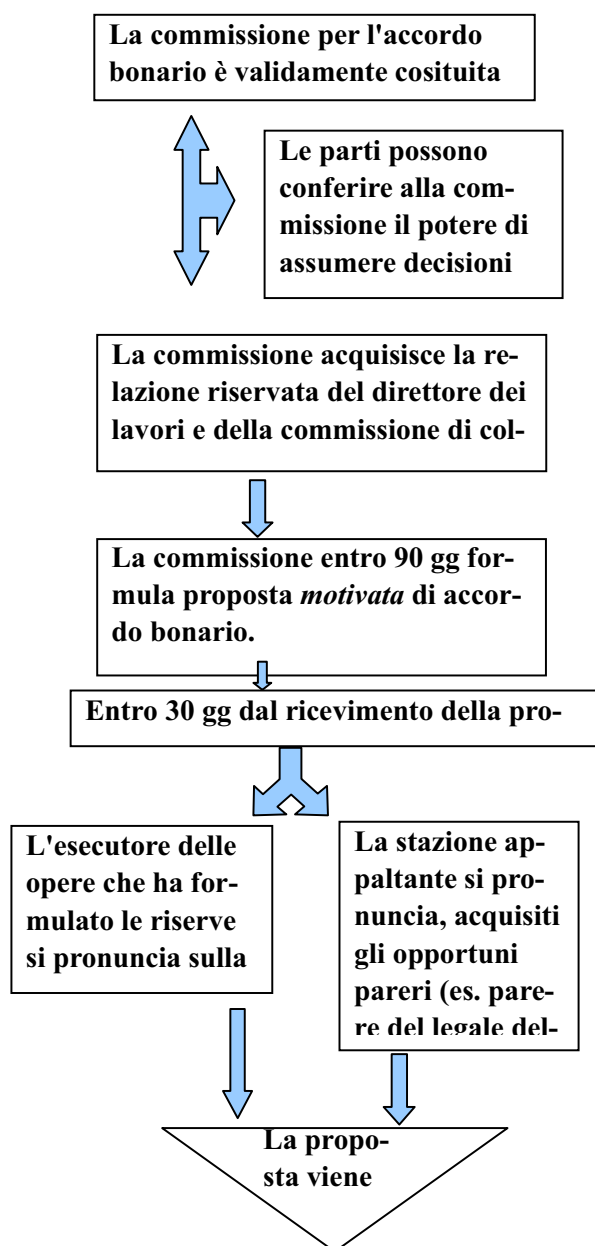 La commissione per l'accordo
bonario è validamente cosituita
Le parti possono
conferire alla com-
missione il potere di
assumere decisioni
La commissione acquisisce la re-
lazione riservata del direttore dei
lavori e della commissione di col-
La commissione entro 90 gg for-
mula proposta motivata di accor-
do bonario.
Entro 30 gg dal ricevimento della pro-
L'esecutore delle
opere che ha for-
mulato le riserve
si pronuncia sulla
La stazione ap-
paltante si pro-
nuncia, acquisiti
gli opportuni
pareri (es. pare-
re del legale del-
La propo-
sta viene